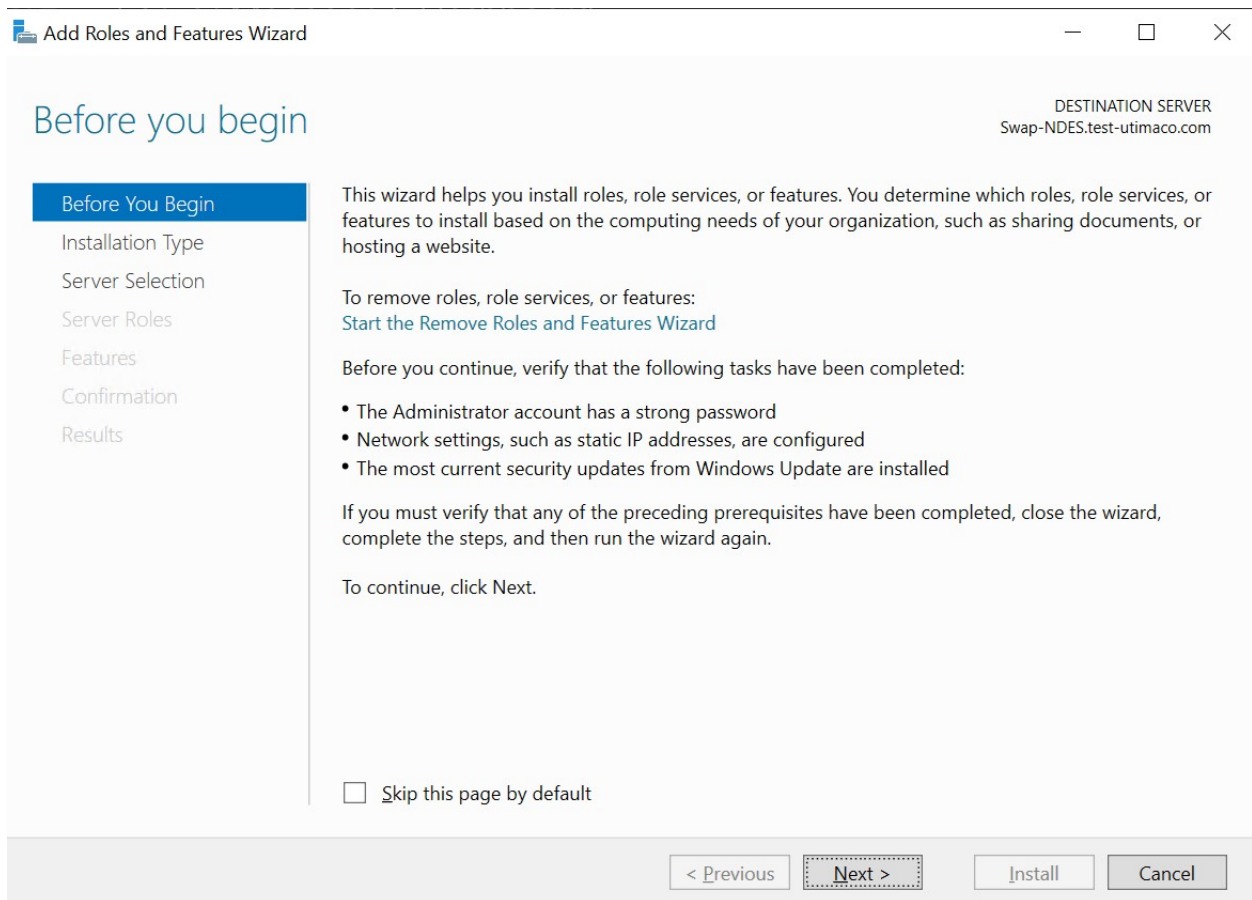 Add Roles and Features Wizard
Before you begin
DESTINATION SERVER
Swap-NDES.test-utimaco.com
Before You Begin
Installation Type
Server Selection
Server Roles
Features
Confirmation
Results
This wizard helps you install roles, role services, or features. You determine which roles, role services, or
features to install based on the computing needs of your organization, such as sharing documents, or
hosting a website.
To remove roles, role services, or features:
Start the Remove Roles and Features Wizard
Before you continue, verify that the following tasks have been completed:
• The Administrator account has a strong password
• Network settings, such as static IP addresses, are configured
• The most current security updates from Windows Update are installed
If you must verify that any of the preceding prerequisites have been completed, close the wizard,
complete the steps, and then run the wizard again.
To continue, click Next.
Skip this page by default
< Previous
Next >
Install
Cancel